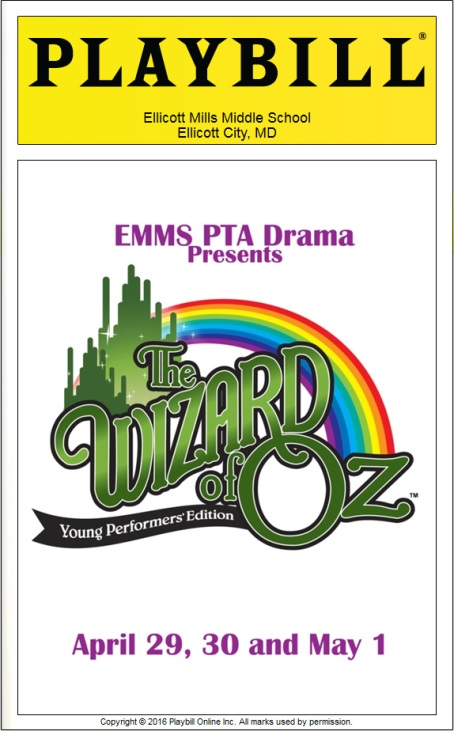 PLAYBILL®
Ellicott Mills Middle School
Ellicott City, MD
EMMS PTA Drama
Presents
The
WIZARD
of OZ™
Young Performers' Edition
April 29, 30 and May 1
Copyright © 2016 Playbill Online Inc. All marks used by permission.